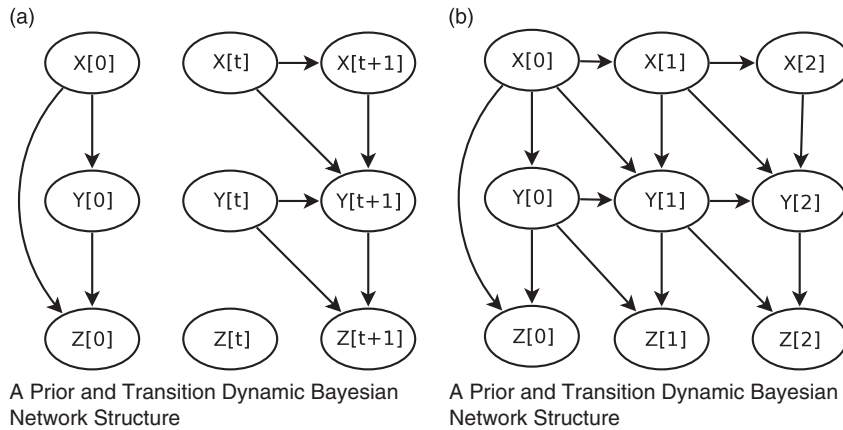 (a)
X[0]
X[t]
X[t+1]
Y[0]
Y[t]
Y[t+1]
Z[0]
Z[t]
Z[t+1]
A Prior and Transition Dynamic Bayesian
Network Structure
(b)
X[0]
X[1]
X[2]
Y[0]
Y[1]
Y[2]
Z[0]
Z[1]
Z[2]
A Prior and Transition Dynamic Bayesian
Network Structure